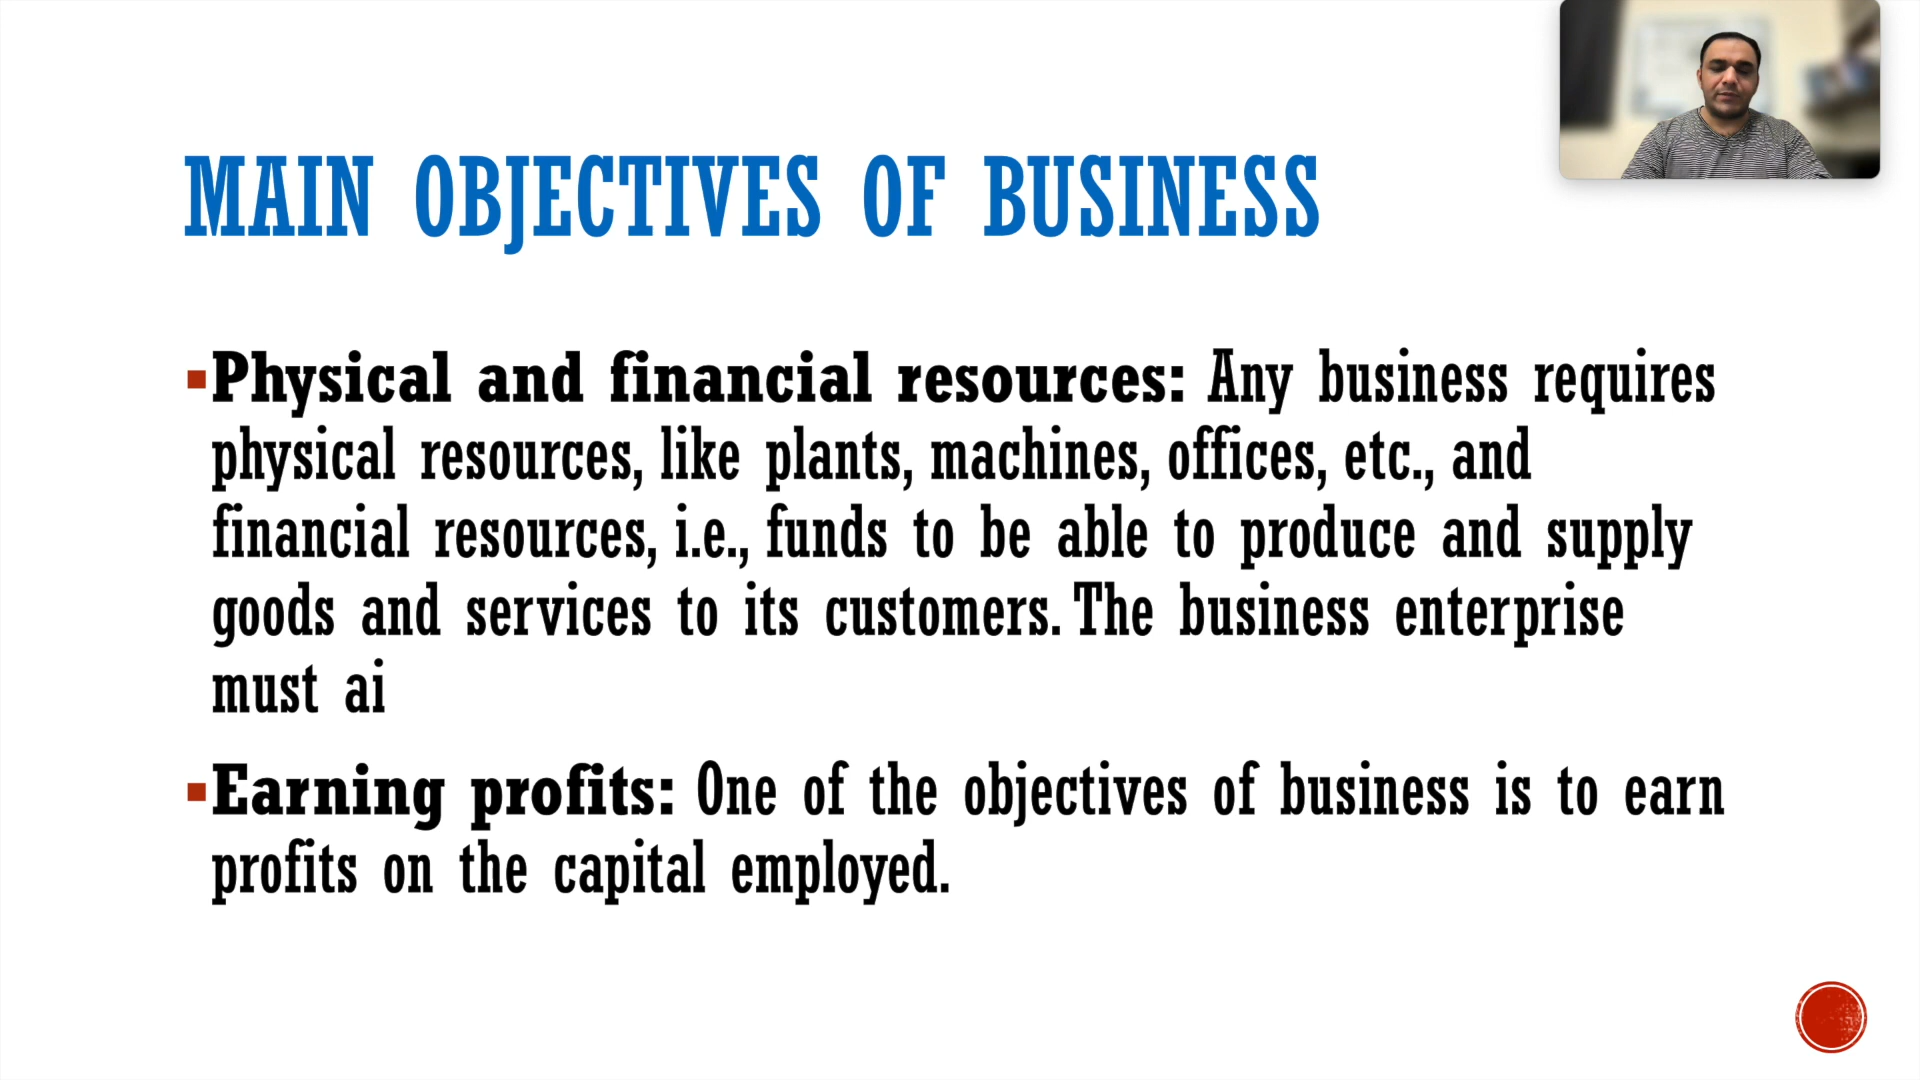 MAIN OBJECTIVES OF BUSINESS
▪Physical and financial resources: Any business requires
physical resources, like plants, machines, offices, etc., and
financial resources, i.e., funds to be able to produce and supply
goods and services to its customers. The business enterprise
must ai
▪Earning profits: One of the objectives of business is to earn
profits on the capital employed.